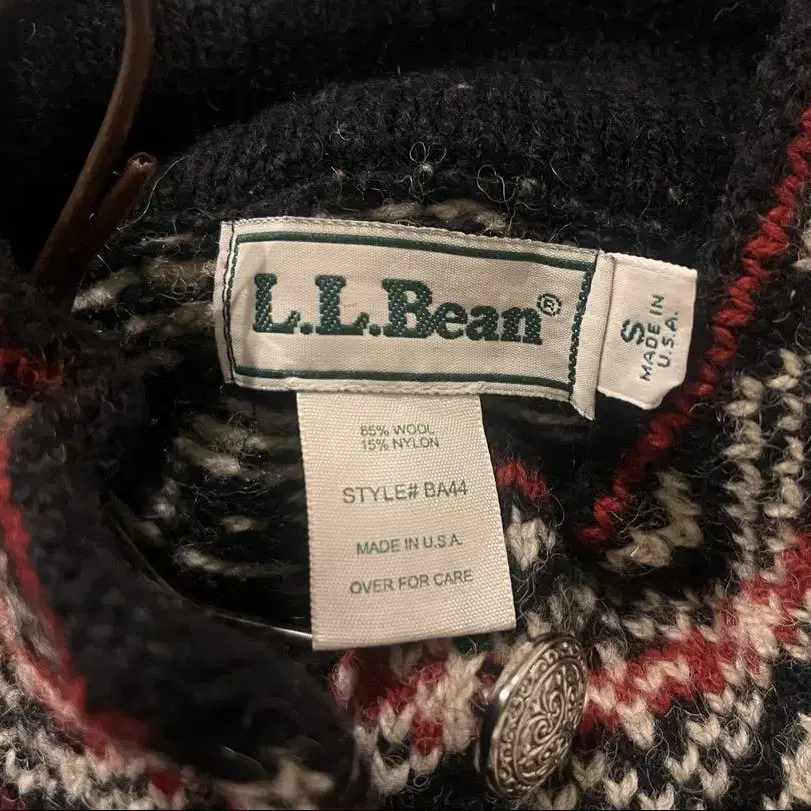 L.L.Bean®
S
MADE IN
U.S.A.
85% WOOL
15% NYLON
STYLE# BA44
MADE IN U.S.A.
OVER FOR CARE